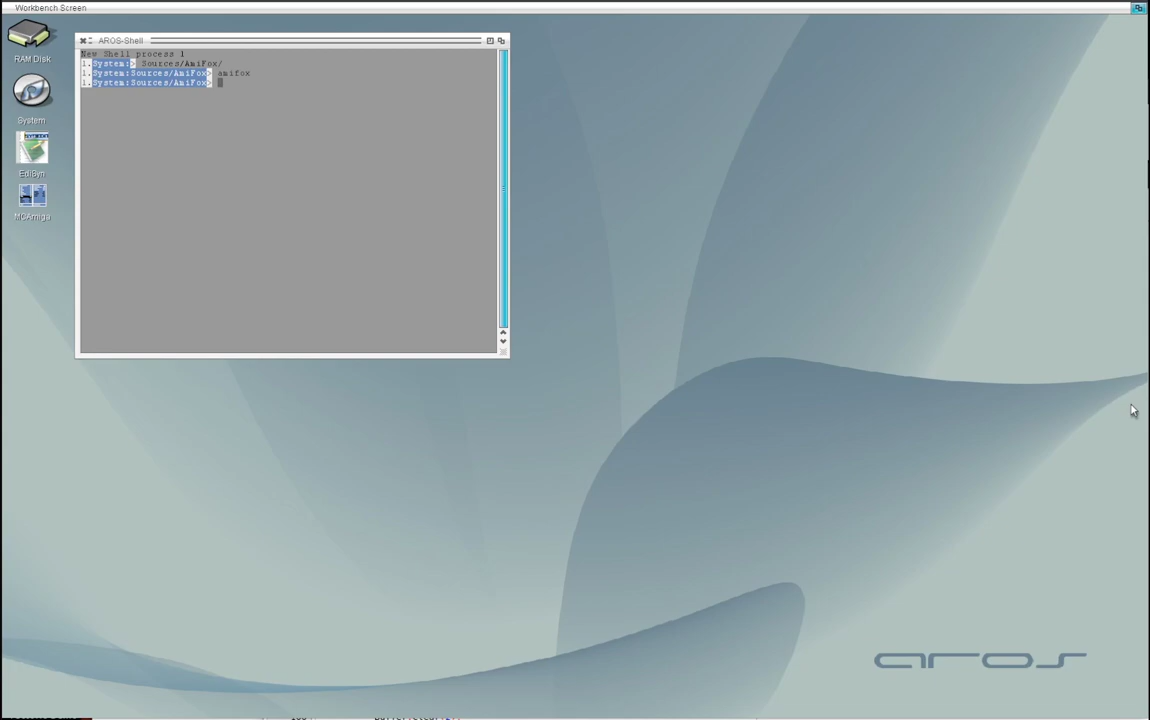 Workbench Screen
RAM Disk
System
EdiSyn
MCAmiga
AROS-Shell
New Shell process 1
1.System:> Sources/AmiFox/
1.System:Sources/AmiFox> amifox
1.System:Sources/AmiFox>
aros